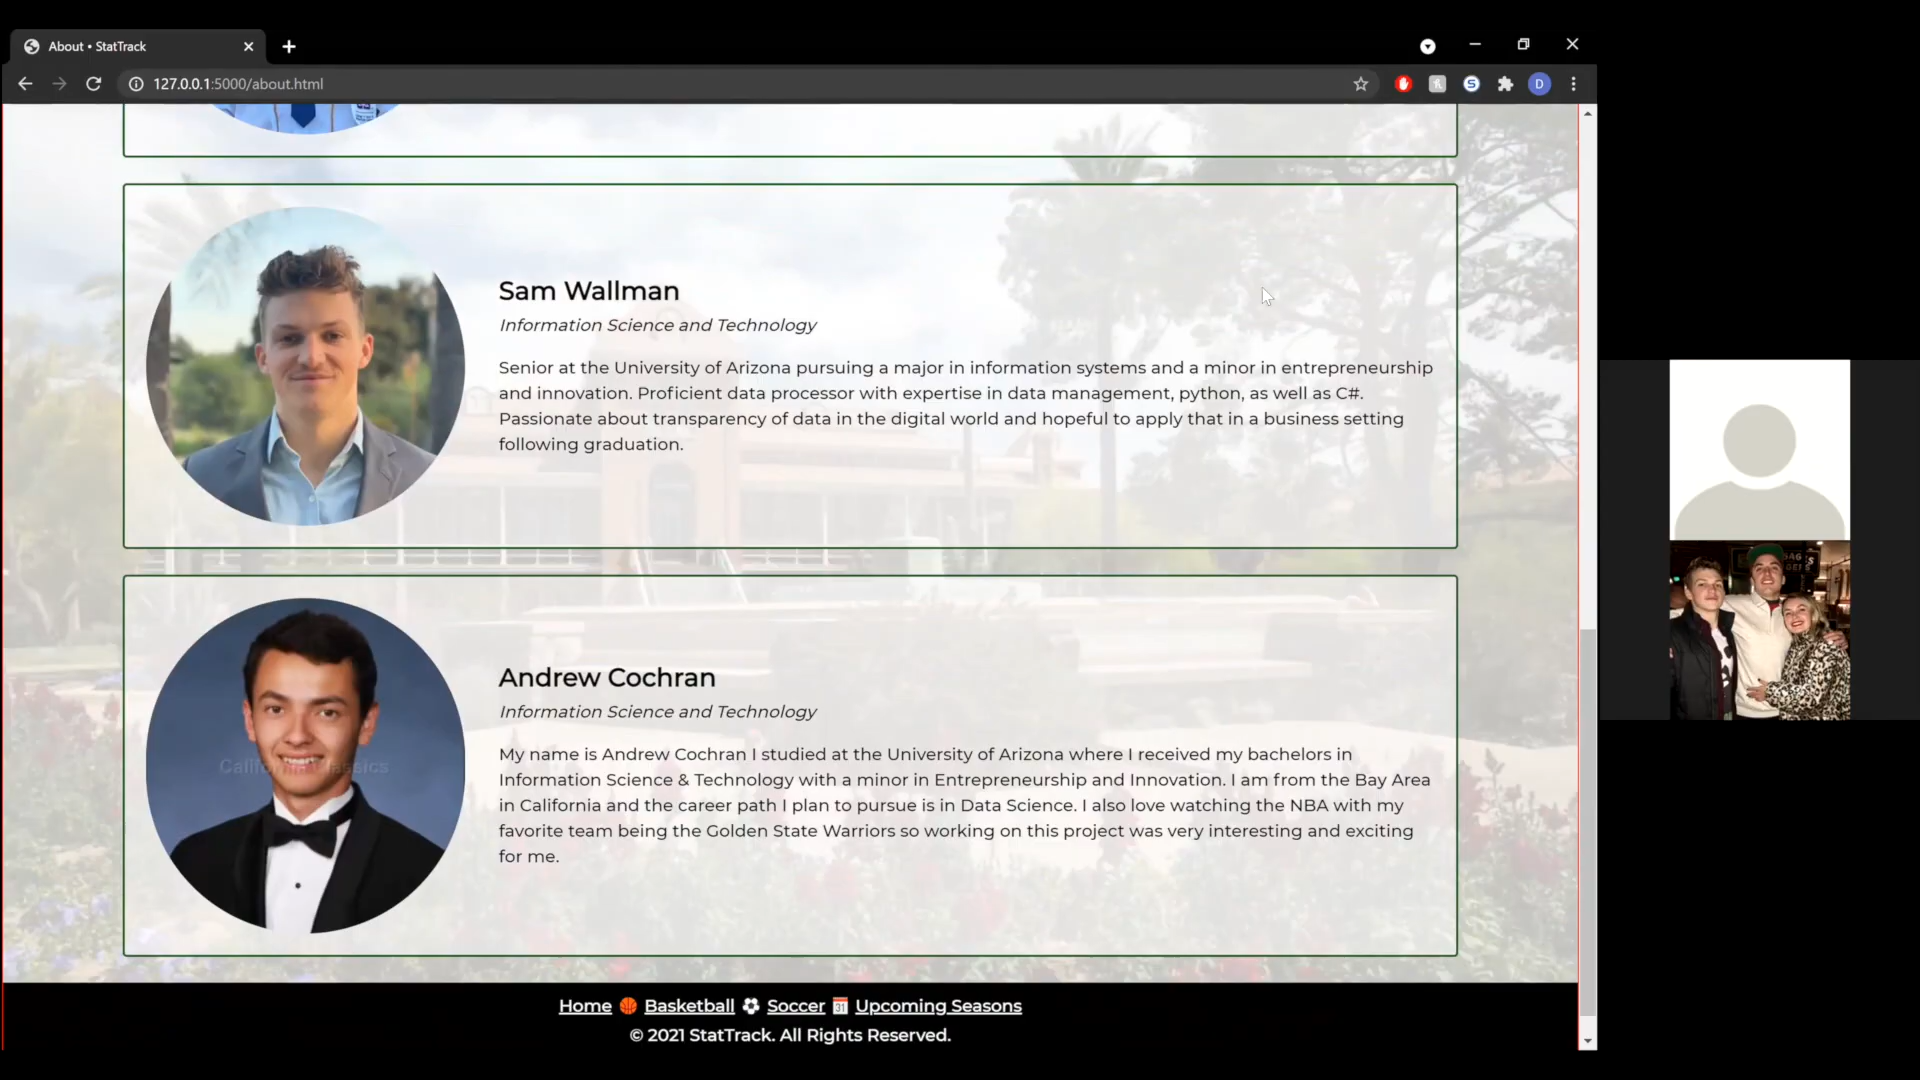 About • StatTrack
127.0.0.1:5000/about.html
D
Sam Wallman
Information Science and Technology
Senior at the University of Arizona pursuing a major in information systems and a minor in entrepreneurship
and innovation. Proficient data processor with expertise in data management, python, as well as C#.
Passionate about transparency of data in the digital world and hopeful to apply that in a business setting
following graduation.
Andrew Cochran
Information Science and Technology
California Classics
My name is Andrew Cochran I studied at the University of Arizona where I received my bachelors in
Information Science & Technology with a minor in Entrepreneurship and Innovation. I am from the Bay Area
in California and the career path I plan to pursue is in Data Science. I also love watching the NBA with my
favorite team being the Golden State Warriors so working on this project was very interesting and exciting
for me.
Home 🏀 Basketball ⚽ Soccer 📅 Upcoming Seasons
© 2021 StatTrack. All Rights Reserved.